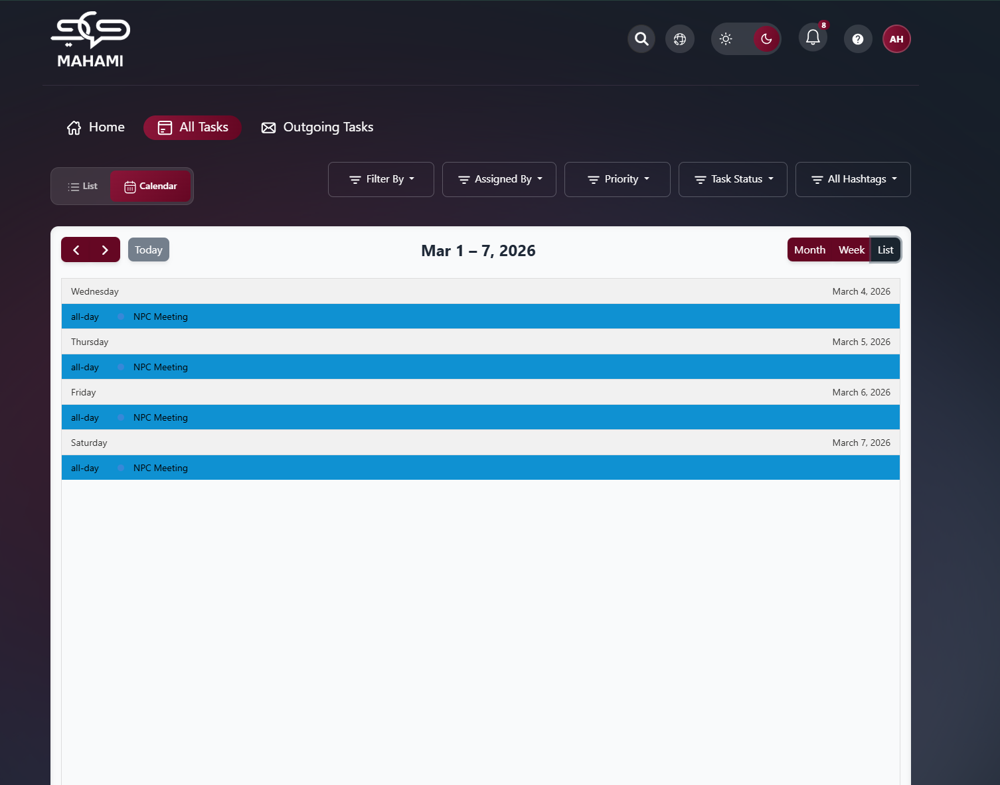 مهامي
MAHAMI
8
AH
Home
All Tasks
Outgoing Tasks
List
Calendar
Filter By
Assigned By
Priority
Task Status
All Hashtags
Today
Mar 1 – 7, 2026
Month
Week
List
Wednesday
March 4, 2026
all-day
NPC Meeting
Thursday
March 5, 2026
all-day
NPC Meeting
Friday
March 6, 2026
all-day
NPC Meeting
Saturday
March 7, 2026
all-day
NPC Meeting